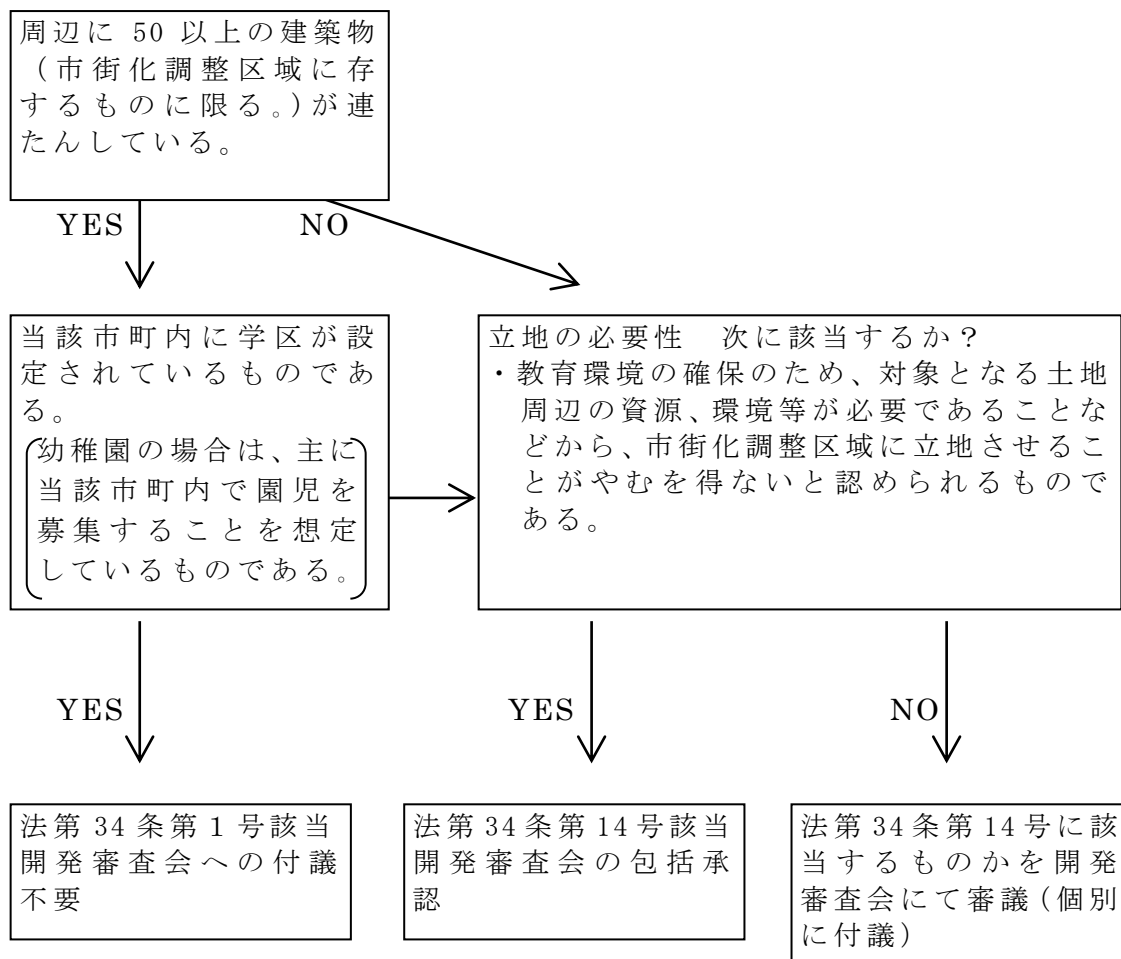 周辺に 50 以上の建築物
（市街化調整区域に存
するものに限る。）が連
たんしている。
YES
NO
当該市町内に学区が設
定されているものであ
る。
幼稚園の場合は、主に
当該市町内で園児を
募集することを想定
しているものである。
立地の必要性　次に該当するか？
・教育環境の確保のため、対象となる土地
周辺の資源、環境等が必要であることな
どから、市街化調整区域に立地させるこ
とがやむを得ないと認められるもので
ある。
YES
YES
NO
法第 34 条第１号該当
開発審査会への付議
不要
法第 34 条第 14 号該当
開発審査会の包括承
認
法第 34 条第 14 号に該
当するものかを開発
審査会にて審議（個別
に付議）